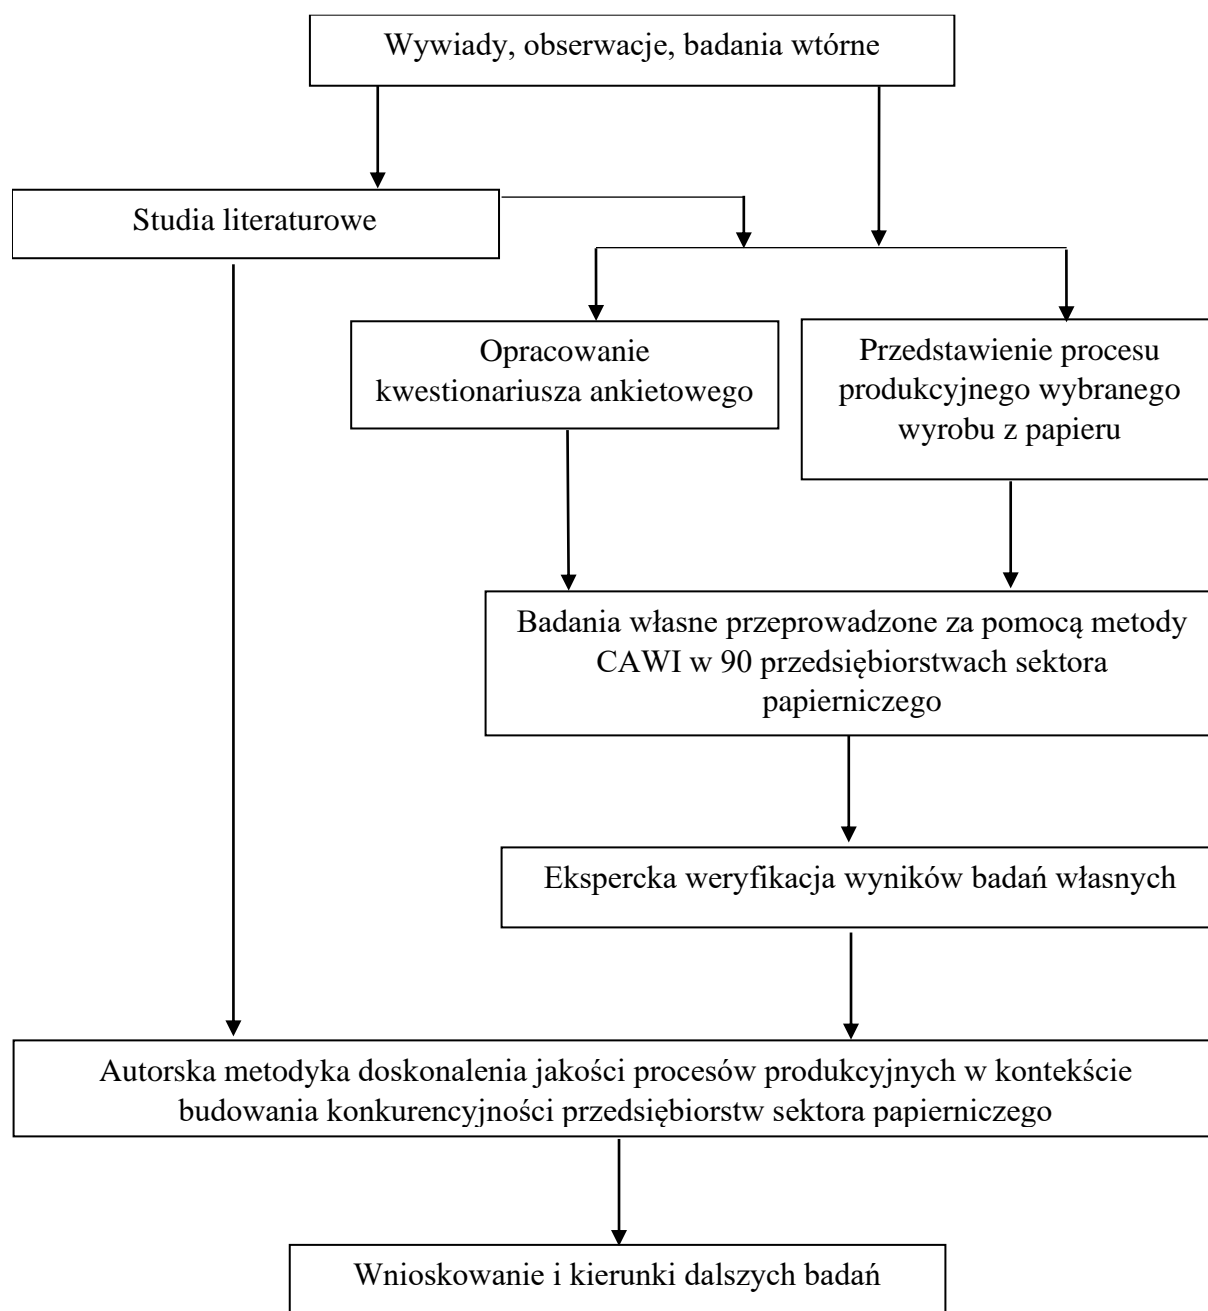 Wywiady, obserwacje, badania wtórne
Studia literaturowe
Opracowanie
kwestionariusza ankietowego
Przedstawienie procesu
produkcyjnego wybranego
wyrobu z papieru
Badania własne przeprowadzone za pomocą metody
CAWI w 90 przedsiębiorstwach sektora
papierniczego
Ekspercka weryfikacja wyników badań własnych
Autorska metodyka doskonalenia jakości procesów produkcyjnych w kontekście
budowania konkurencyjności przedsiębiorstw sektora papierniczego
Wnioskowanie i kierunki dalszych badań